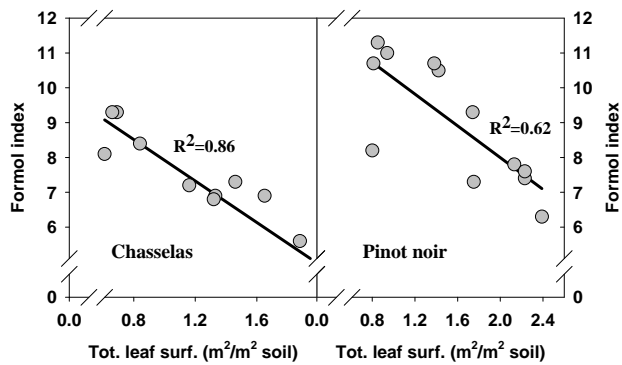 12 12
11 11
10 10
9 9
8 8
7 7
6 6
0 0
Formol index
Formol index
R2=0.86
R2=0.62
Chasselas
Pinot noir
0.0 0.8 1.2 1.6 0.0 0.8 1.2 1.6 2.0 2.4
Tot. leaf surf. (m2/m2 soil) Tot. leaf surf. (m2/m2 soil)